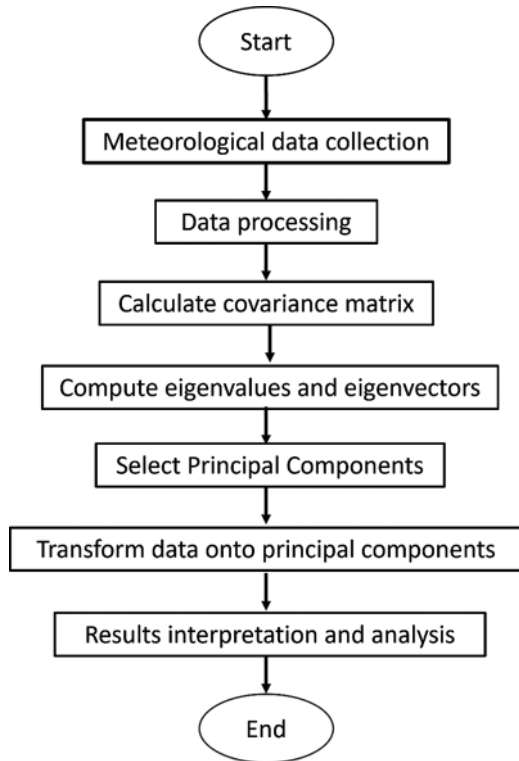 Start
Meteorological data collection
Data processing
Calculate covariance matrix
Compute eigenvalues and eigenvectors
Select Principal Components
Transform data onto principal components
Results interpretation and analysis
End